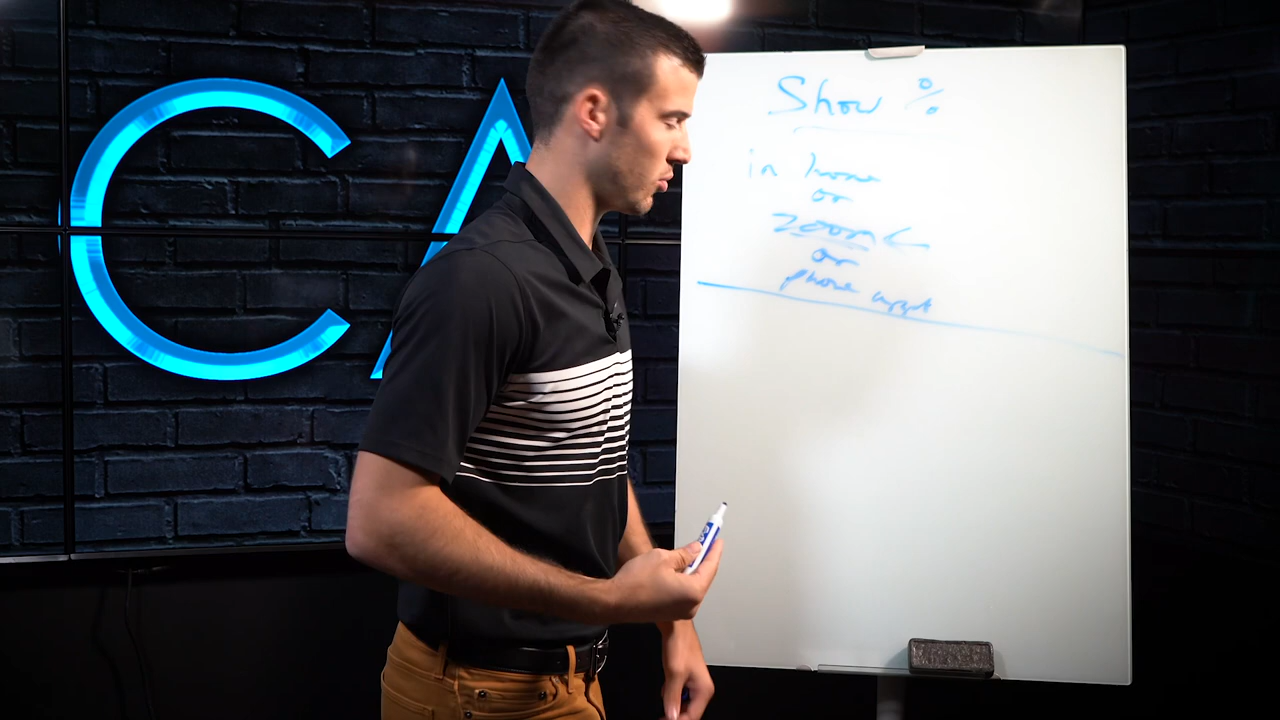 CA
Show %
in home
or
zoom <
or
phone appt